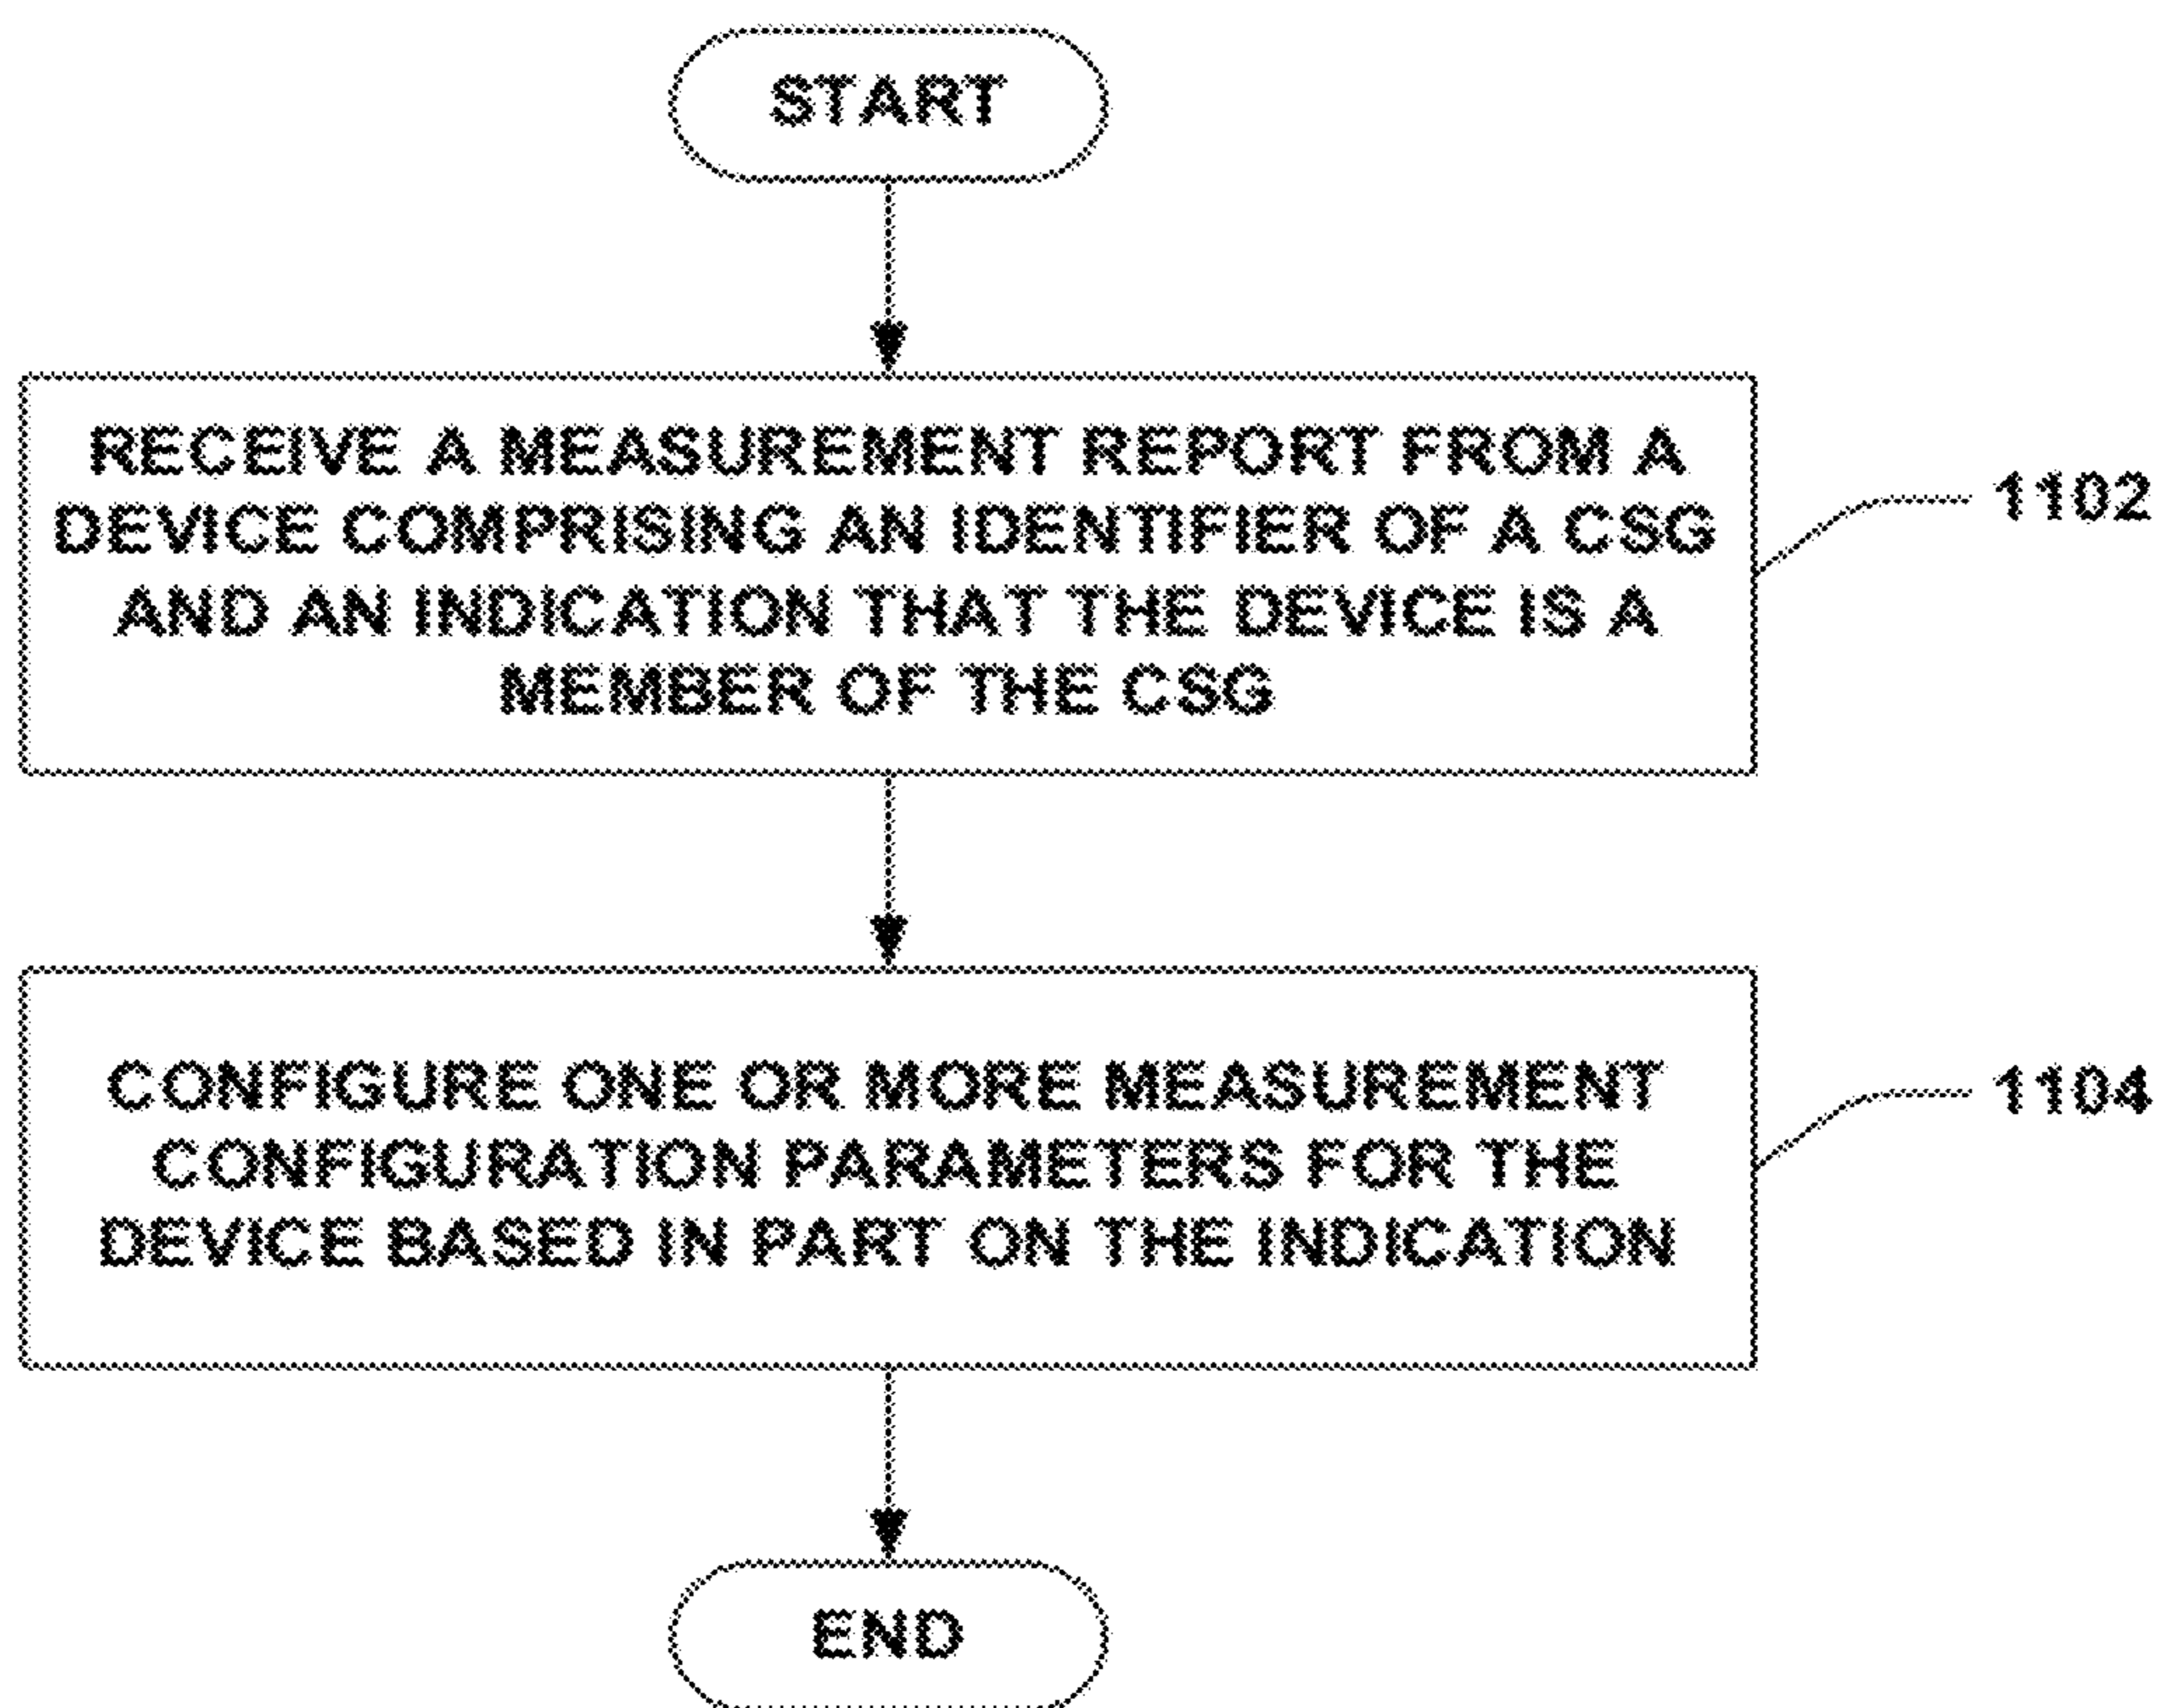 START
RECEIVE A MEASUREMENT REPORT FROM A
DEVICE COMPRISING AN IDENTIFIER OF A CSG
AND AN INDICATION THAT THE DEVICE IS A
MEMBER OF THE CSG
1102
CONFIGURE ONE OR MORE MEASUREMENT
CONFIGURATION PARAMETERS FOR THE
DEVICE BASED IN PART ON THE INDICATION
1104
END